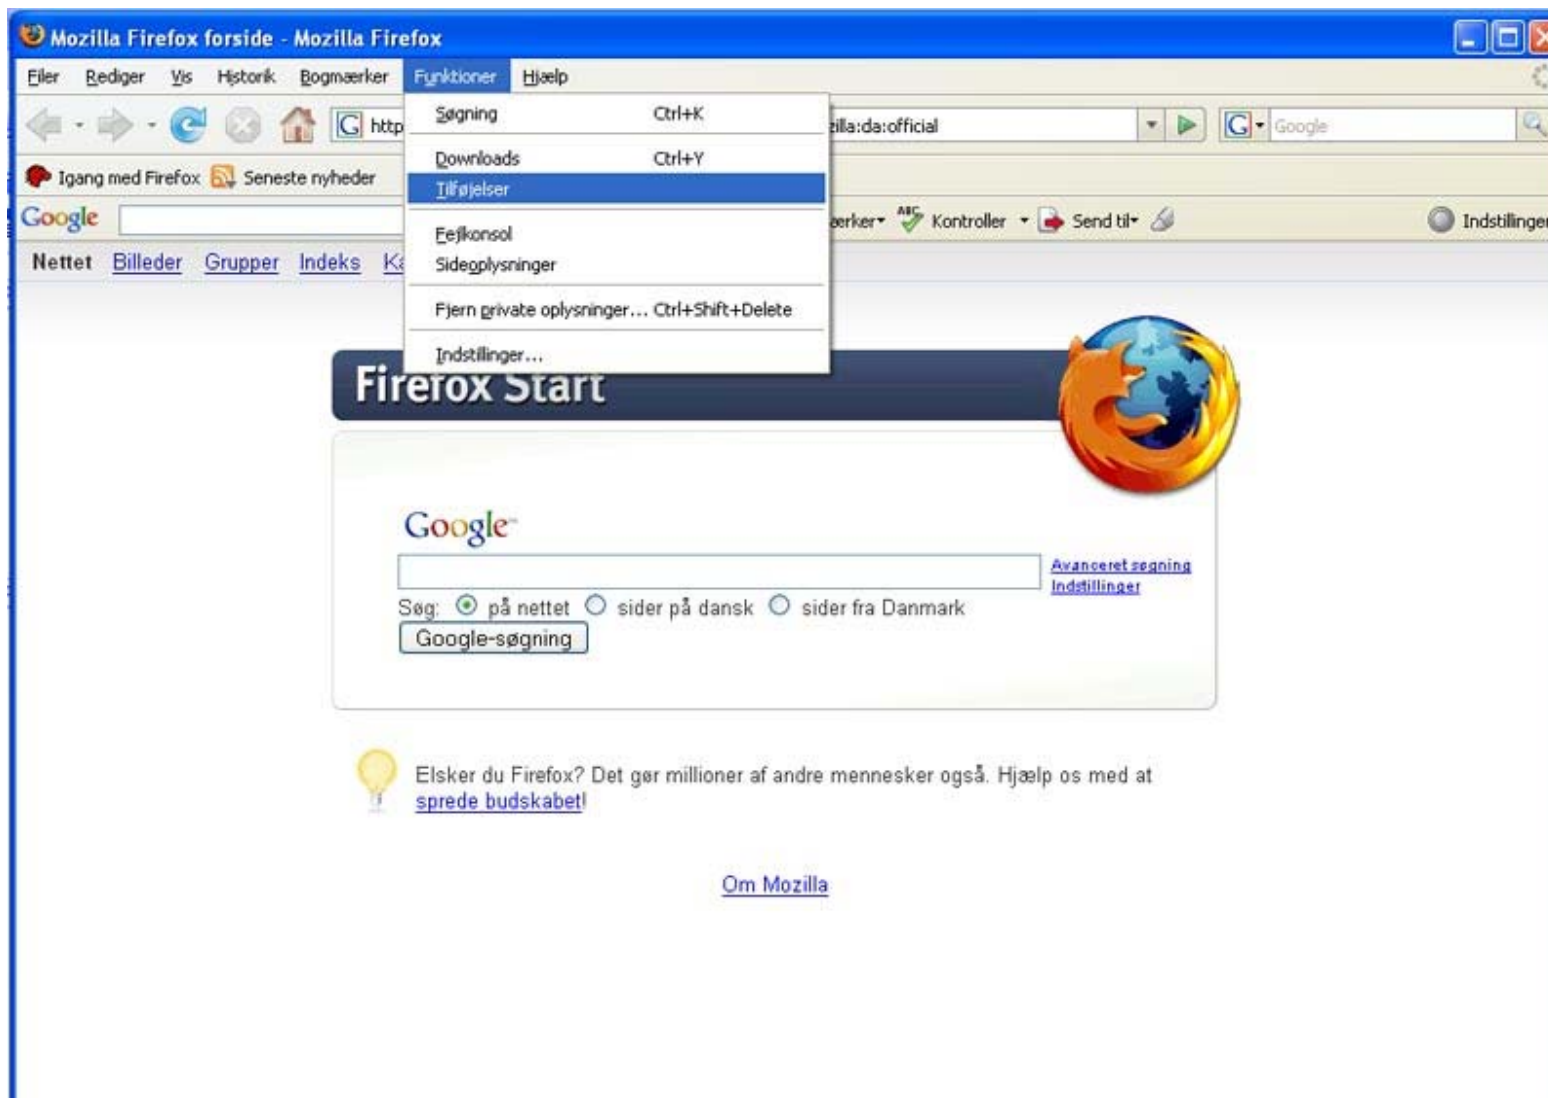 Mozilla Firefox forside - Mozilla Firefox
Filer Rediger Vis Historik Bogmærker Funktioner Hjælp
http zilla:da:official Google
Søgning Ctrl+K
Downloads Ctrl+Y
Tilføjelser
Fejlkonsol
Sideoplysninger
Fjern private oplysninger... Ctrl+Shift+Delete
Indstillinger...
Igang med Firefox Seneste nyheder
Google ærker ABC Kontroller Send til Indstillinger
Nettet Billeder Grupper Indeks Ka
Firefox Start
Google™
Avanceret søgning
Indstillinger
Søg: på nettet sider på dansk sider fra Danmark
Google-søgning
Elsker du Firefox? Det gør millioner af andre mennesker også. Hjælp os med at
sprede budskabet!
Om Mozilla